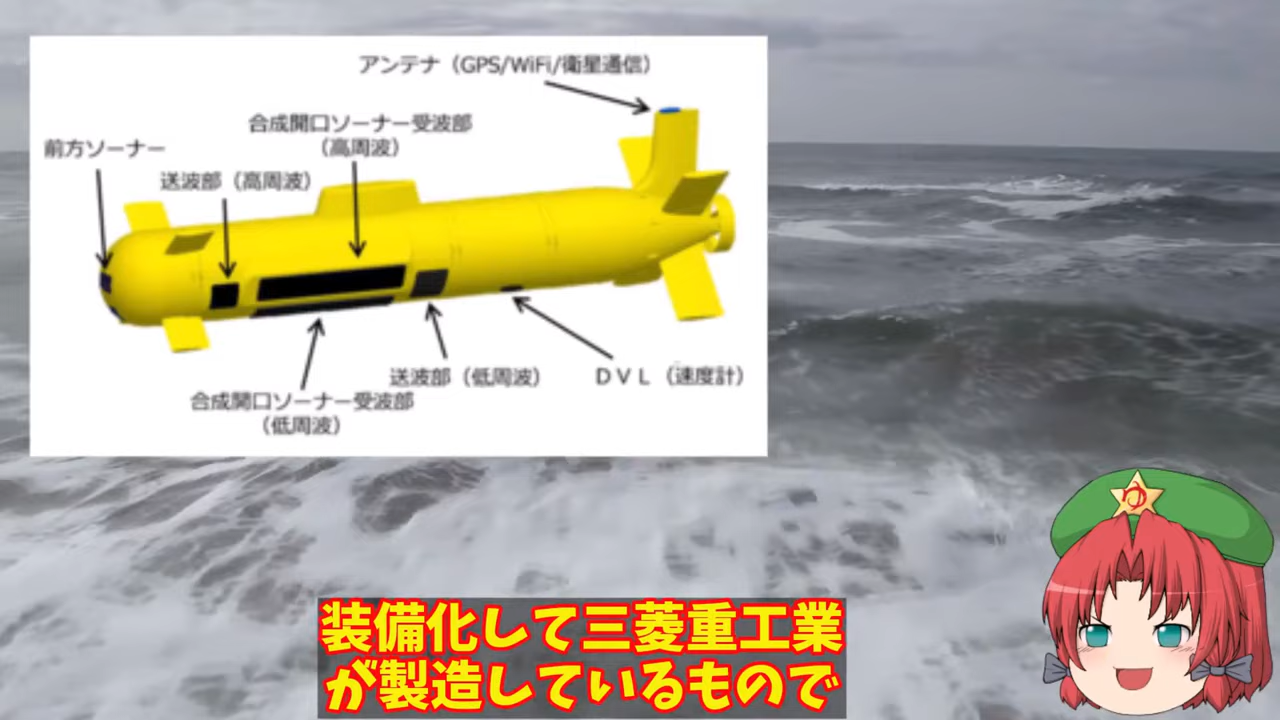 アンテナ（GPS/WiFi/衛星通信）
合成開口ソーナー受波部
（高周波）
前方ソーナー
送波部（高周波）
送波部（低周波）
ＤＶＬ（速度計）
合成開口ソーナー受波部
（低周波）
装備化して三菱重工業
が製造しているもので